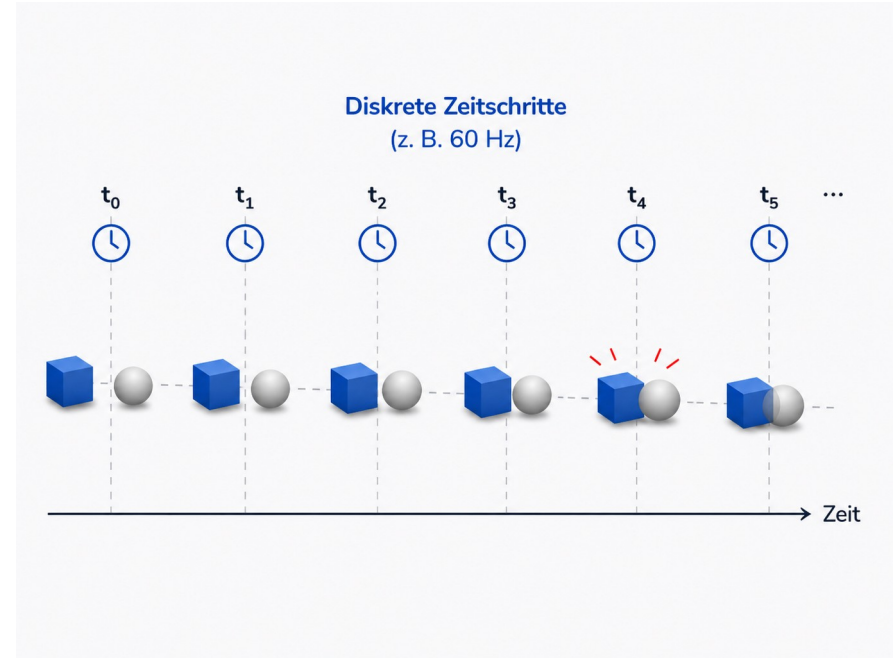 Diskrete Zeitschritte
(z. B. 60 Hz)
t₀ t₁ t₂ t₃ t₄ t₅ ...
Zeit